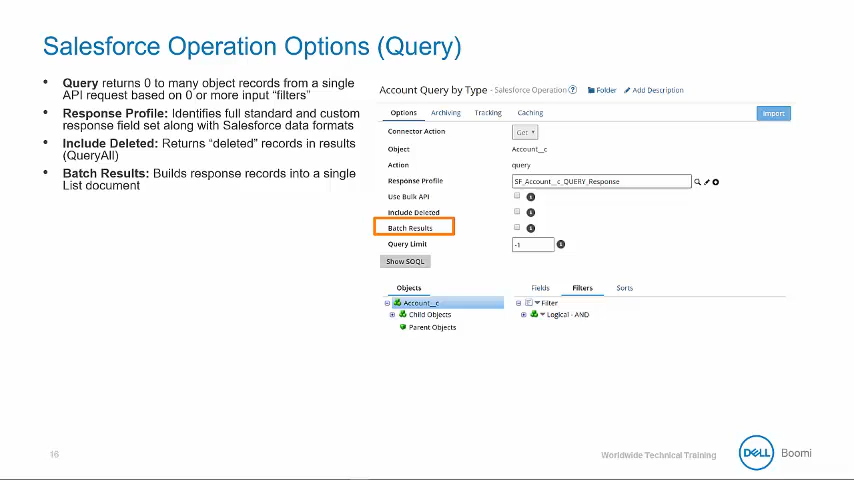 Salesforce Operation Options (Query)
• Query returns 0 to many object records from a single
API request based on 0 or more input “filters”
• Response Profile: Identifies full standard and custom
response field set along with Salesforce data formats
• Include Deleted: Returns “deleted” records in results
(QueryAll)
• Batch Results: Builds response records into a single
List document
Account Query by Type - Salesforce Operation ? Folder Add Description
Options Archiving Tracking Caching Import
Connector Action Get
Object Account__c
Action query
Response Profile SF_Account__c_QUERY_Response
Use Bulk API
Include Deleted
Batch Results
Query Limit -1
Show SOQL
Objects Fields Filters Sorts
Account__c Filter
Child Objects Logical - AND
Parent Objects
16 Worldwide Technical Training DELL Boomi